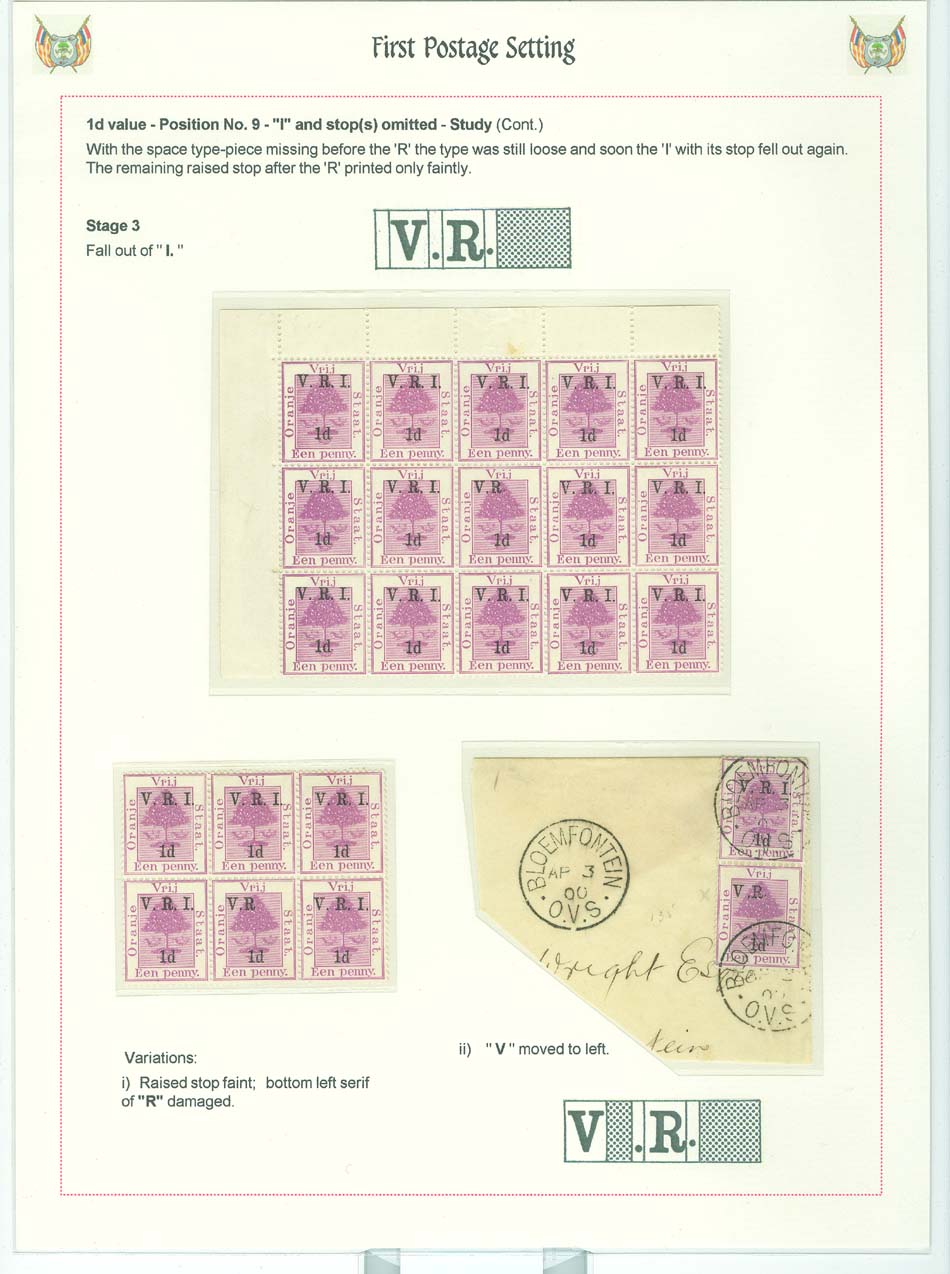 First Postage Setting
1d value - Position No. 9 - "I" and stop(s) omitted - Study (Cont.)
With the space type-piece missing before the 'R' the type was still loose and soon the 'I' with its stop fell out again.
The remaining raised stop after the 'R' printed only faintly.
Stage 3
Fall out of " I. "
V.R.
Vrij Vrij Vrij Vrij Vrij
V. R. I. V. R. I. V. R. I. V. R. I. V. R. I.
Oranje Staat. Oranje Staat. Oranje Staat. Oranje Staat. Oranje Staat.
1d 1d 1d 1d 1d
Een penny. Een penny. Een penny. Een penny. Een penny.
Vrij Vrij Vrij Vrij Vrij
V. R. I. V. R. I. V.R V. R. I. V. R. I.
Oranje Staat. Oranje Staat. Oranje Staat. Oranje Staat. Oranje Staat.
1d 1d 1d 1d 1d
Een penny. Een penny. Een penny. Een penny. Een penny.
Vrij Vrij Vrij Vrij Vrij
V. R. I. V. R. I. V. R. I. V. R. I. V. R. I.
Oranje Staat. Oranje Staat. Oranje Staat. Oranje Staat. Oranje Staat.
1d 1d 1d 1d 1d
Een penny. Een penny. Een penny. Een penny. Een penny.
Vrij Vrij Vrij
V. R. I. V. R. I. V. R. I.
Oranje Staat. Oranje Staat. Oranje Staat.
1d 1d 1d
Een penny. Een penny. Een penny.
Vrij Vrij Vrij
V. R. I. V.R V. R. I.
Oranje Staat. Oranje Staat. Oranje Staat.
1d 1d 1d
Een penny. Een penny. Een penny.
BLOEMFONTEIN
AP 3
00
O.V.S.
V. R. I.
1d
Een penny.
Vrij
V .R
1d
O.V.S.
Wright
Variations:
i) Raised stop faint; bottom left serif
of "R" damaged.
ii) " V " moved to left.
V .R.